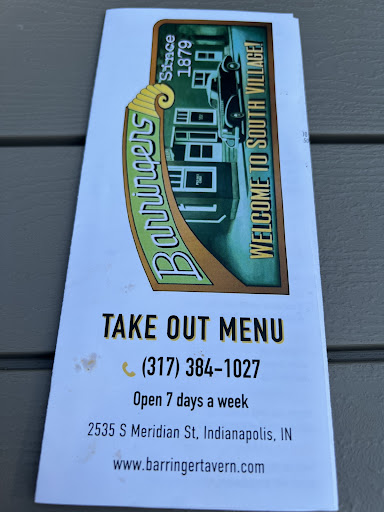 Barringers
Since
1879
WELCOME TO SOUTH VILLAGE!
TAKE OUT MENU
(317) 384-1027
Open 7 days a week
2535 S Meridian St, Indianapolis, IN
www.barringertavern.com